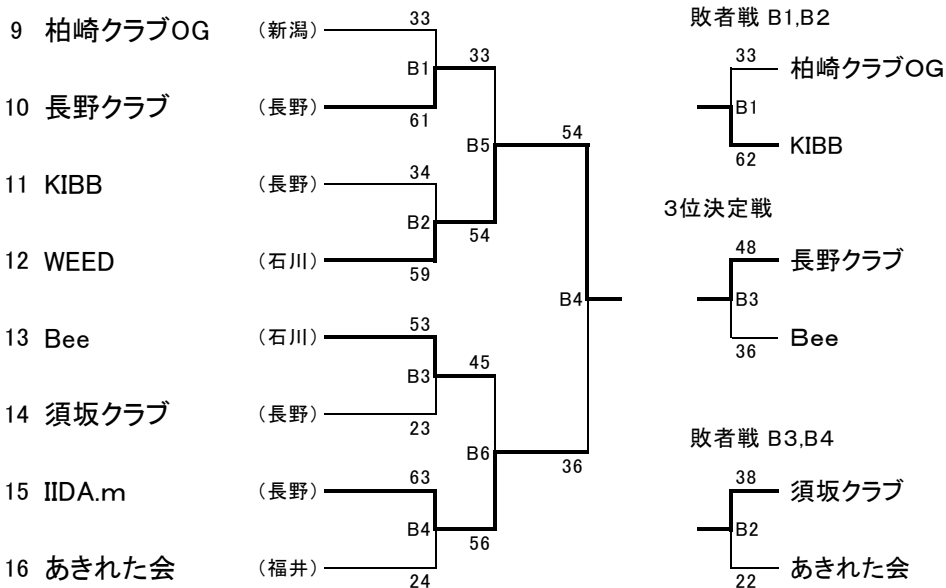 9 柏崎クラブOG (新潟) 33
B1 33
10 長野クラブ (長野) 61
B5 54
11 KIBB (長野) 34
B2 54
12 WEED (石川) 59
B4
13 Bee (石川) 53
B3 45
14 須坂クラブ (長野) 23
B6 36
15 IIDA.m (長野) 63
B4 56
16 あきれた会 (福井) 24
敗者戦 B1,B2
33 柏崎クラブOG
B1
62 KIBB
3位決定戦
48 長野クラブ
B3
36 Bee
敗者戦 B3,B4
38 須坂クラブ
B2
22 あきれた会